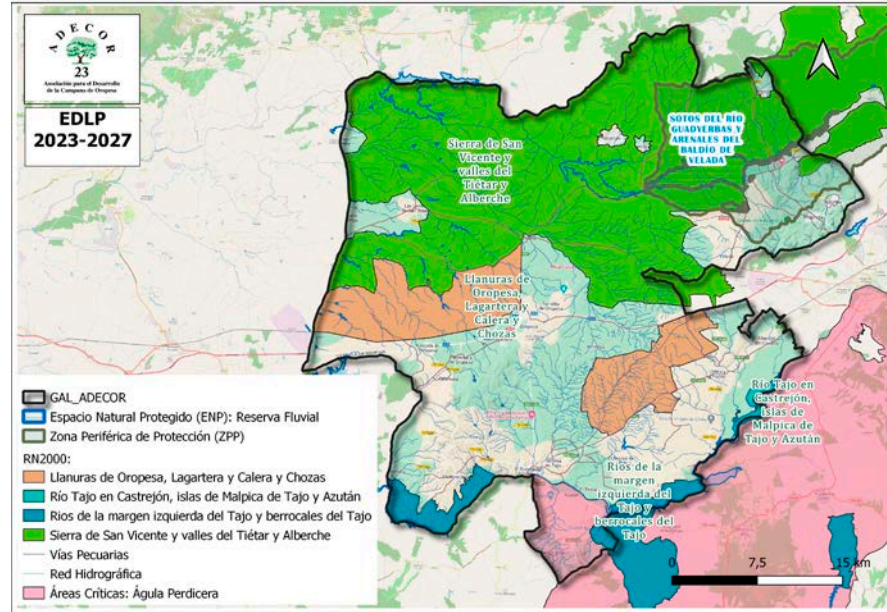 ADECOR
23
Asociación para el Desarrollo
de la Campana de Oropesa
EDLP
2023-2027
Sierra de San
Vicente y
valles del
Tiétar y
Alberche
SOTOS DEL RÍO
GUADYERBAS Y
ARENALES DEL
BALDÍO DE
VELADA
Llanuras de
Oropesa,
Lagartera y
Calera y
Chozas
Río Tajo en
Castrejón,
islas de
Malpica de
Tajo y Azután
Rios de la
margen
izquierda del
Tajo y
berrocales del
Tajo
GAL_ADECOR
Espacio Natural Protegido (ENP): Reserva Fluvial
Zona Periférica de Protección (ZPP)
RN2000:
Llanuras de Oropesa, Lagartera y Calera y Chozas
Río Tajo en Castrejón, islas de Malpica de Tajo y Azután
Rios de la margen izquierda del Tajo y berrocales del Tajo
Sierra de San Vicente y valles del Tiétar y Alberche
Vías Pecuarias
Red Hidrográfica
Áreas Críticas: Águla Perdicera
0 7,5 15 km